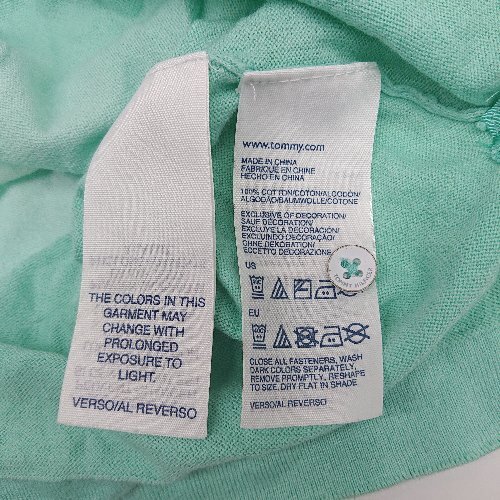 THE COLORS IN THIS
GARMENT MAY
CHANGE WITH
PROLONGED
EXPOSURE TO
LIGHT.
VERSO/AL REVERSO
www.tommy.com
MADE IN CHINA
FABRIQUE EN CHINE
HECHO EN CHINA
100% COTTON/COTON/ALGODÓN/
ALGODÃO/BAUMWOLLE/COTONE
EXCLUSIVE OF DECORATION/
SAUF DÉCORATION/
EXCLUYE LA DECORACIÓN/
EXCLUINDO DECORAÇÃO/
OHNE DEKORATION/
ECCETTO DECORAZIONE
US
EU
CLOSE ALL FASTENERS, WASH
DARK COLORS SEPARATELY,
REMOVE PROMPTLY, RESHAPE
TO SIZE, DRY FLAT IN SHADE
VERSO/AL REVERSO